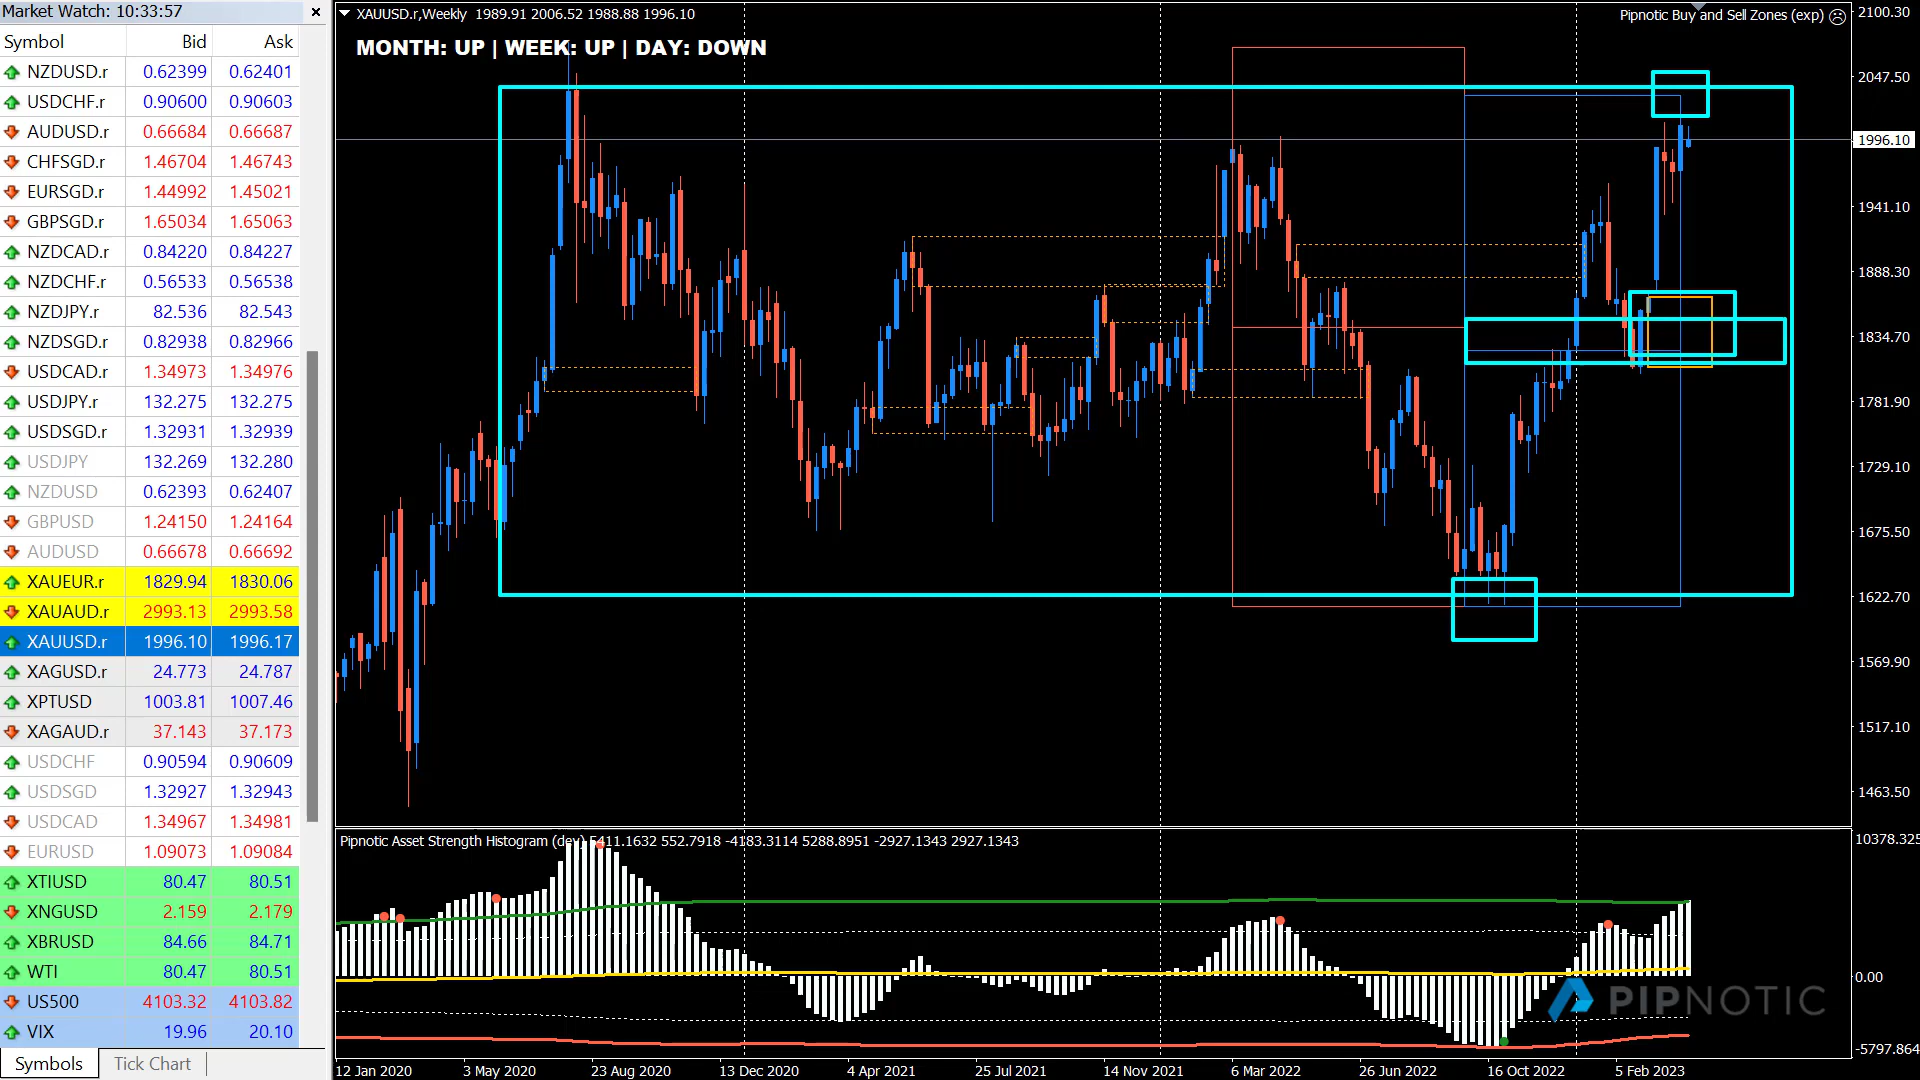 Market Watch: 10:33:57
Symbol Bid Ask
NZDUSD.r 0.62399 0.62401
USDCHF.r 0.90600 0.90603
AUDUSD.r 0.66684 0.66687
CHFSGD.r 1.46704 1.46743
EURSGD.r 1.44992 1.45021
GBPSGD.r 1.65034 1.65063
NZDCAD.r 0.84220 0.84227
NZDCHF.r 0.56533 0.56538
NZDJPY.r 82.536 82.543
NZDSGD.r 0.82938 0.82966
USDCAD.r 1.34973 1.34976
USDJPY.r 132.275 132.275
USDSGD.r 1.32931 1.32939
USDJPY 132.269 132.280
NZDUSD 0.62393 0.62407
GBPUSD 1.24150 1.24164
AUDUSD 0.66678 0.66692
XAUEUR.r 1829.94 1830.06
XAUAUD.r 2993.13 2993.58
XAUUSD.r 1996.10 1996.17
XAGUSD.r 24.773 24.787
XPTUSD 1003.81 1007.46
XAGAUD.r 37.143 37.173
USDCHF 0.90594 0.90609
USDSGD 1.32927 1.32943
USDCAD 1.34967 1.34981
EURUSD 1.09073 1.09084
XTIUSD 80.47 80.51
XNGUSD 2.159 2.179
XBRUSD 84.66 84.71
WTI 80.47 80.51
US500 4103.32 4103.82
VIX 19.96 20.10
Symbols Tick Chart
XAUUSD.r,Weekly 1989.91 2006.52 1988.88 1996.10
Pipnotic Buy and Sell Zones (exp)
MONTH: UP | WEEK: UP | DAY: DOWN
2100.30
2047.50
1996.10
1941.10
1888.30
1834.70
1781.90
1729.10
1675.50
1622.70
1569.90
1517.10
1463.50
Pipnotic Asset Strength Histogram (dev) 5411.1632 552.7918 -4183.3114 5288.8951 -2927.1343 2927.1343
10378.325
0.00
-5797.864
PIPNOTIC
12 Jan 2020 3 May 2020 23 Aug 2020 13 Dec 2020 4 Apr 2021 25 Jul 2021 14 Nov 2021 6 Mar 2022 26 Jun 2022 16 Oct 2022 5 Feb 2023